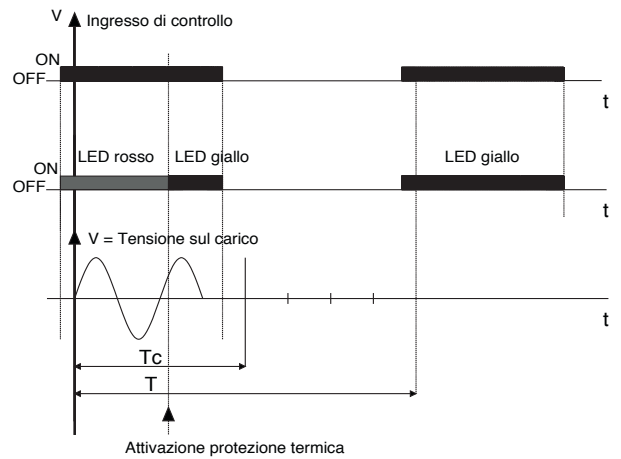 V
Ingresso di controllo
ON
OFF
t
LED rosso
LED giallo
LED giallo
ON
OFF
t
V = Tensione sul carico
t
Tc
T
Attivazione protezione termica